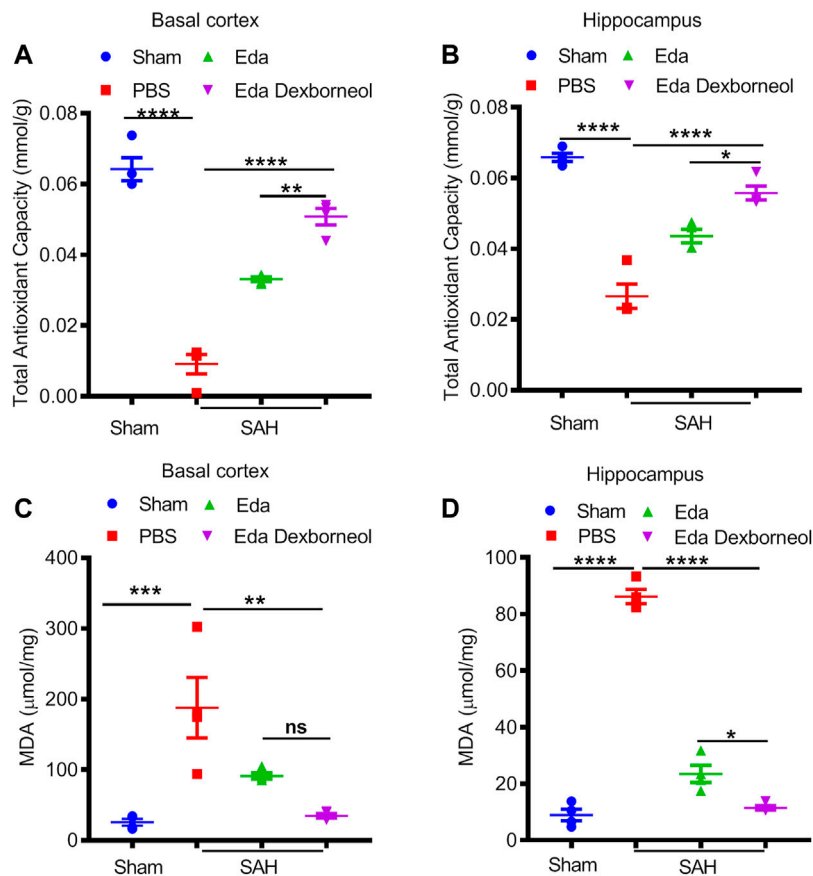 Basal cortex
A
Sham
Eda
PBS
Eda Dexborneol
Total Antioxidant Capacity (mmol/g)
0.08
0.06
0.04
0.02
0.00
****
****
**
Sham
SAH
Hippocampus
B
Sham
Eda
PBS
Eda Dexborneol
Total Antioxidant Capacity (mmol/g)
0.08
0.06
0.04
0.02
0.00
****
****
*
Sham
SAH
Basal cortex
C
Sham
Eda
PBS
Eda Dexborneol
MDA (μmol/mg)
400
300
200
100
0
***
**
ns
Sham
SAH
Hippocampus
D
Sham
Eda
PBS
Eda Dexborneol
MDA (μmol/mg)
100
80
60
40
20
0
****
****
*
Sham
SAH